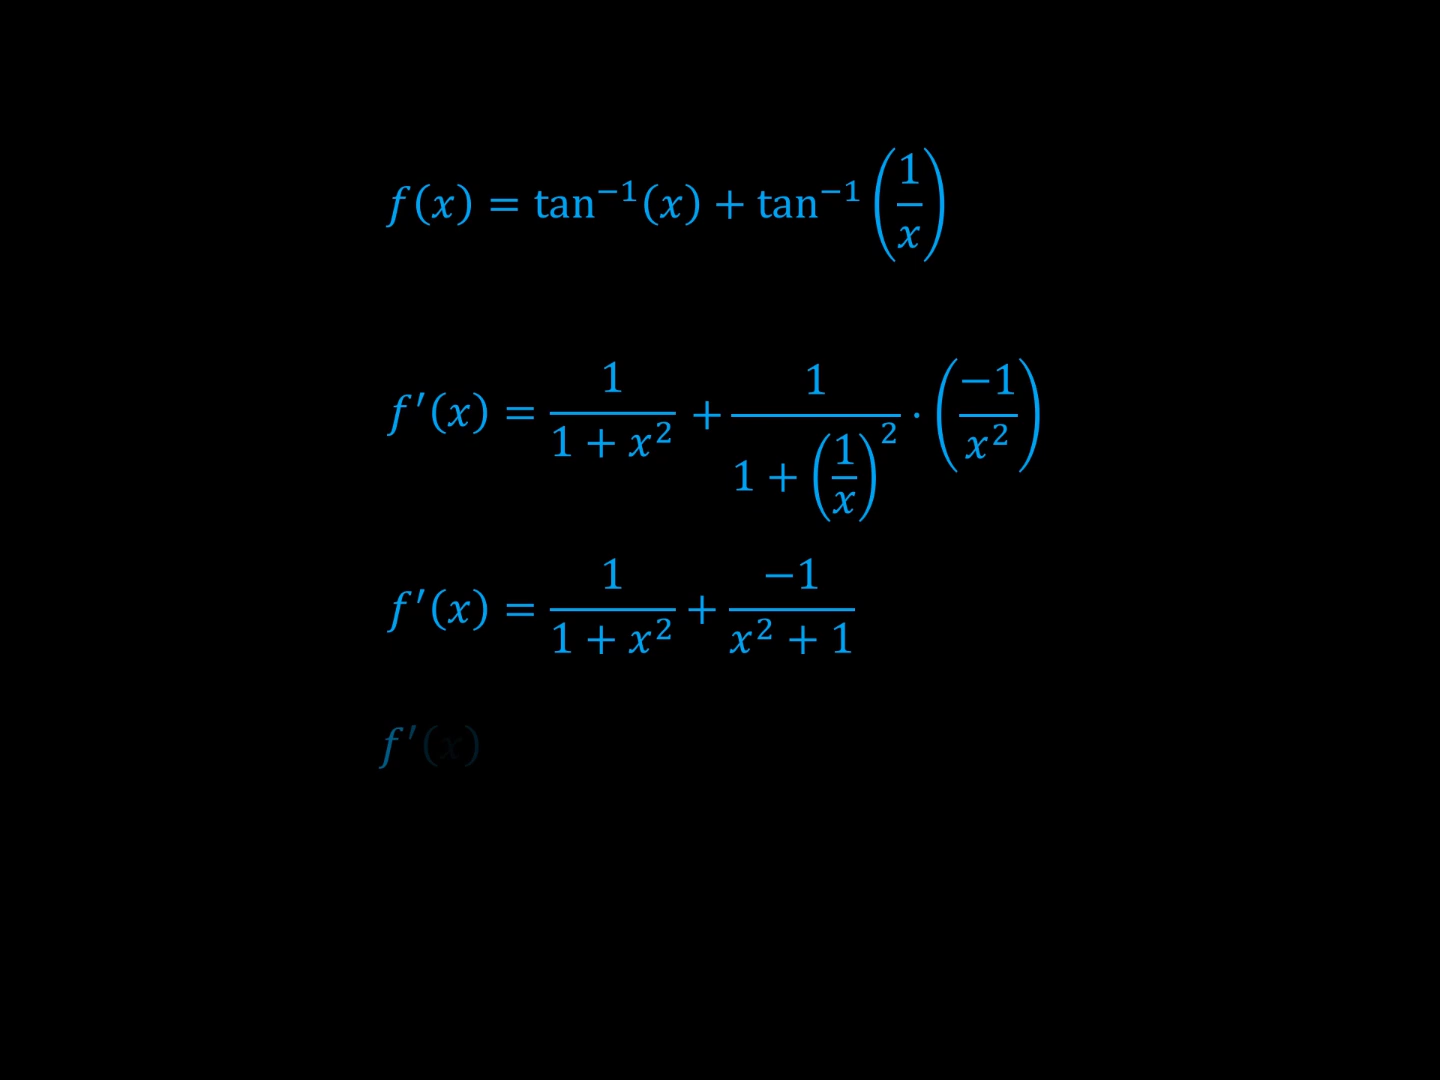 f(x) = tan⁻¹(x) + tan⁻¹(1/x)
f′(x) = 1/(1 + x²) + 1/(1 + (1/x)²) · (−1/x²)
f′(x) = 1/(1 + x²) + −1/(x² + 1)
f′(x)